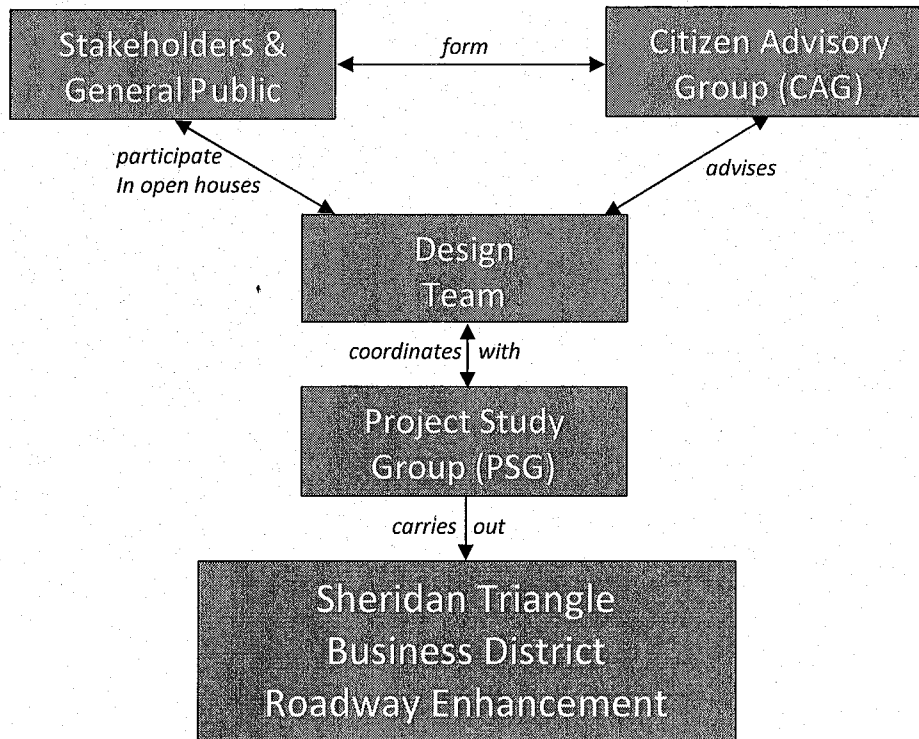 Stakeholders &
General Public
form
Citizen Advisory
Group (CAG)
participate
In open houses
advises
Design
Team
coordinates with
Project Study
Group (PSG)
carries out
Sheridan Triangle
Business District
Roadway Enhancement